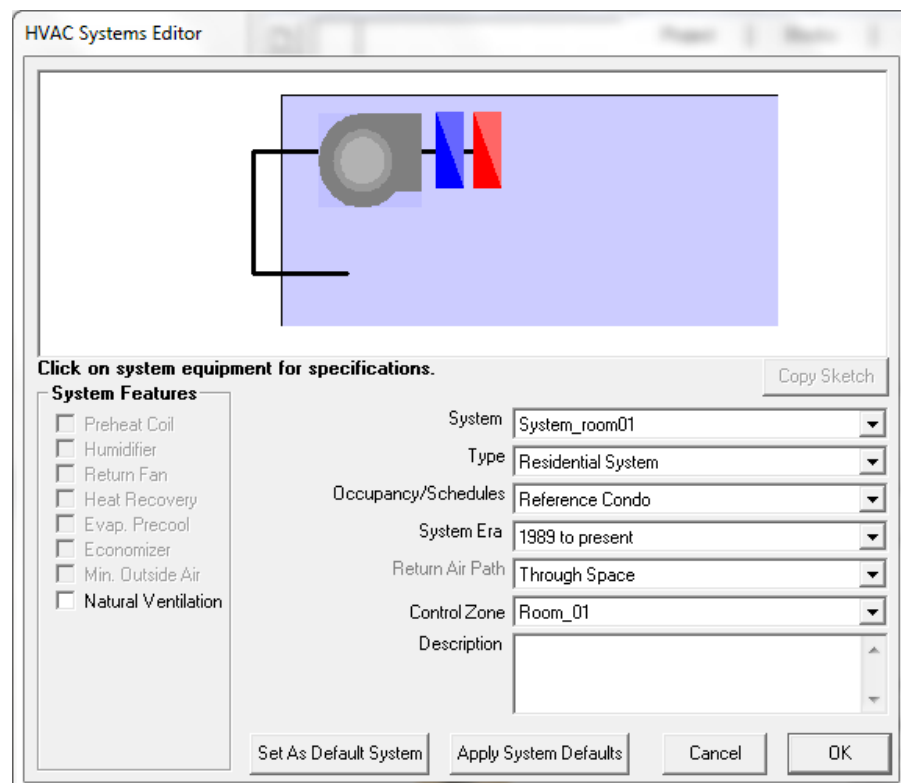 HVAC Systems Editor
Click on system equipment for specifications.
Copy Sketch
System Features
Preheat Coil
Humidifier
Return Fan
Heat Recovery
Evap. Precool
Economizer
Min. Outside Air
Natural Ventilation
System System_room01
Type Residential System
Occupancy/Schedules Reference Condo
System Era 1989 to present
Return Air Path Through Space
Control Zone Room_01
Description
Set As Default System Apply System Defaults Cancel OK